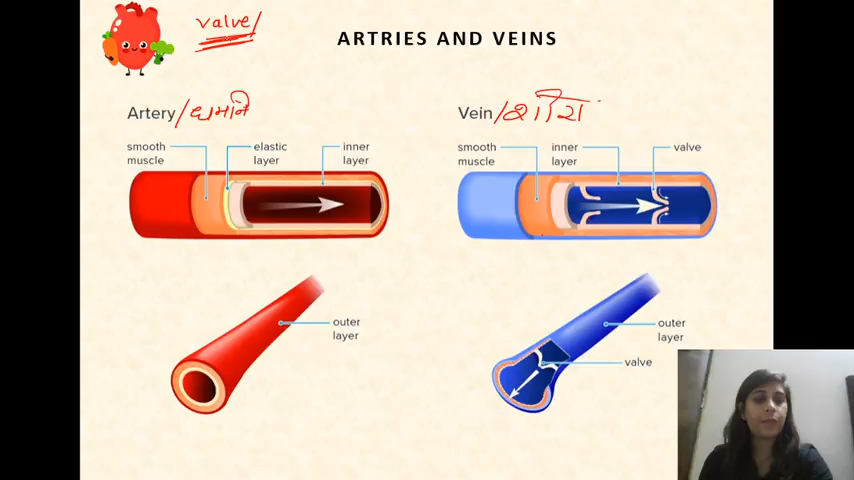 valve/
ARTRIES AND VEINS
Artery/धमनि
Vein/शीरा
smooth
muscle
elastic
layer
inner
layer
smooth
muscle
inner
layer
valve
outer
layer
outer
layer
valve